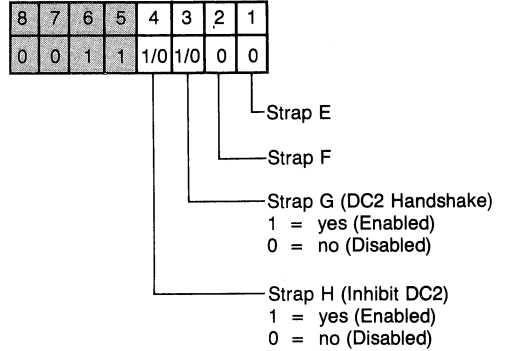 8 7 6 5 4 3 2 1
0 0 1 1 1/0 1/0 0 0
Strap E
Strap F
Strap G (DC2 Handshake)
1 = yes (Enabled)
0 = no (Disabled)
Strap H (Inhibit DC2)
1 = yes (Enabled)
0 = no (Disabled)